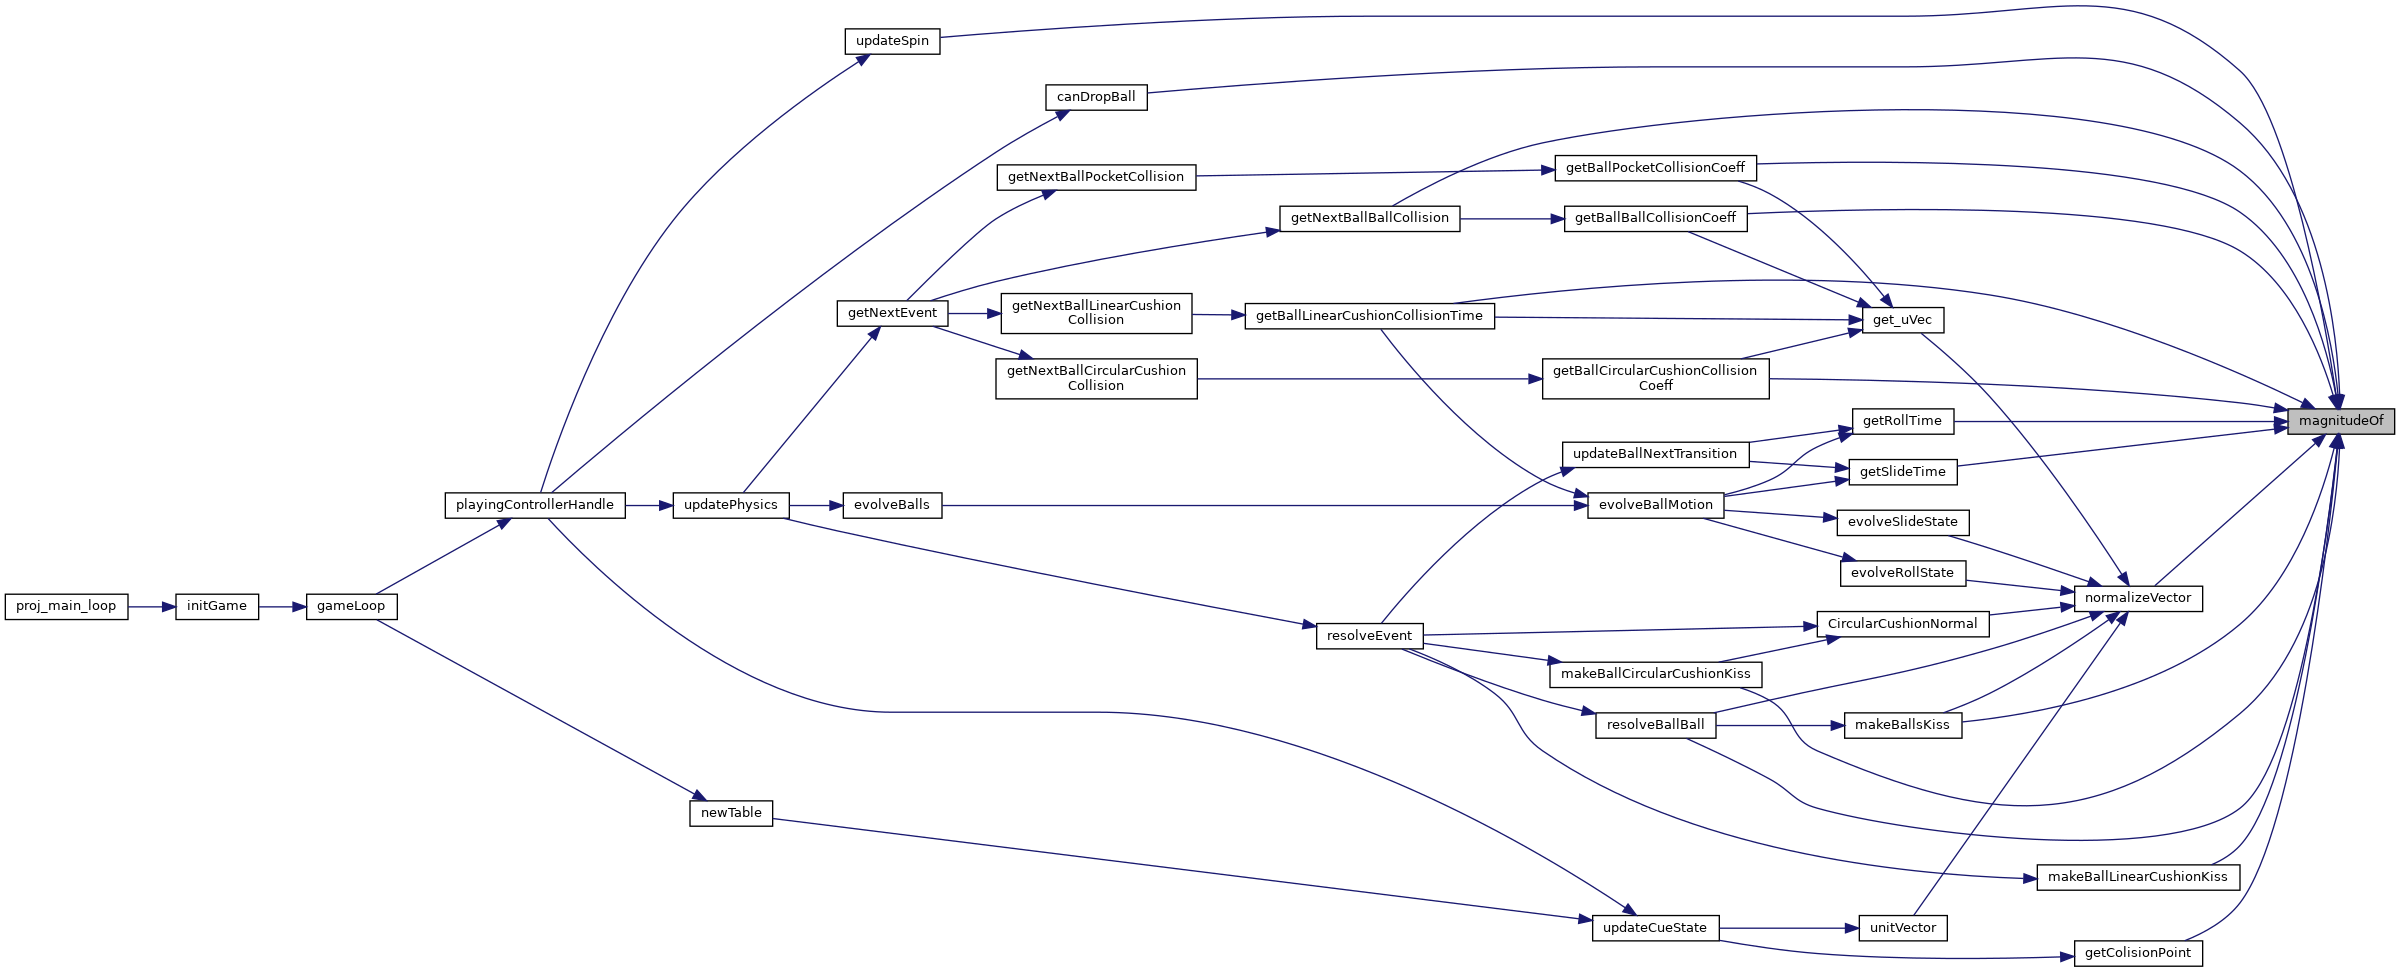 updateSpin
canDropBall
getBallPocketCollisionCoeff
getNextBallPocketCollision
getNextBallBallCollision
getBallBallCollisionCoeff
getNextEvent
getNextBallLinearCushion
Collision
getBallLinearCushionCollisionTime
get_uVec
getNextBallCircularCushion
Collision
getBallCircularCushionCollision
Coeff
magnitudeOf
getRollTime
updateBallNextTransition
getSlideTime
playingControllerHandle
updatePhysics
evolveBalls
evolveBallMotion
evolveSlideState
evolveRollState
normalizeVector
proj_main_loop
initGame
gameLoop
CircularCushionNormal
resolveEvent
makeBallCircularCushionKiss
resolveBallBall
makeBallsKiss
newTable
makeBallLinearCushionKiss
updateCueState
unitVector
getColisionPoint